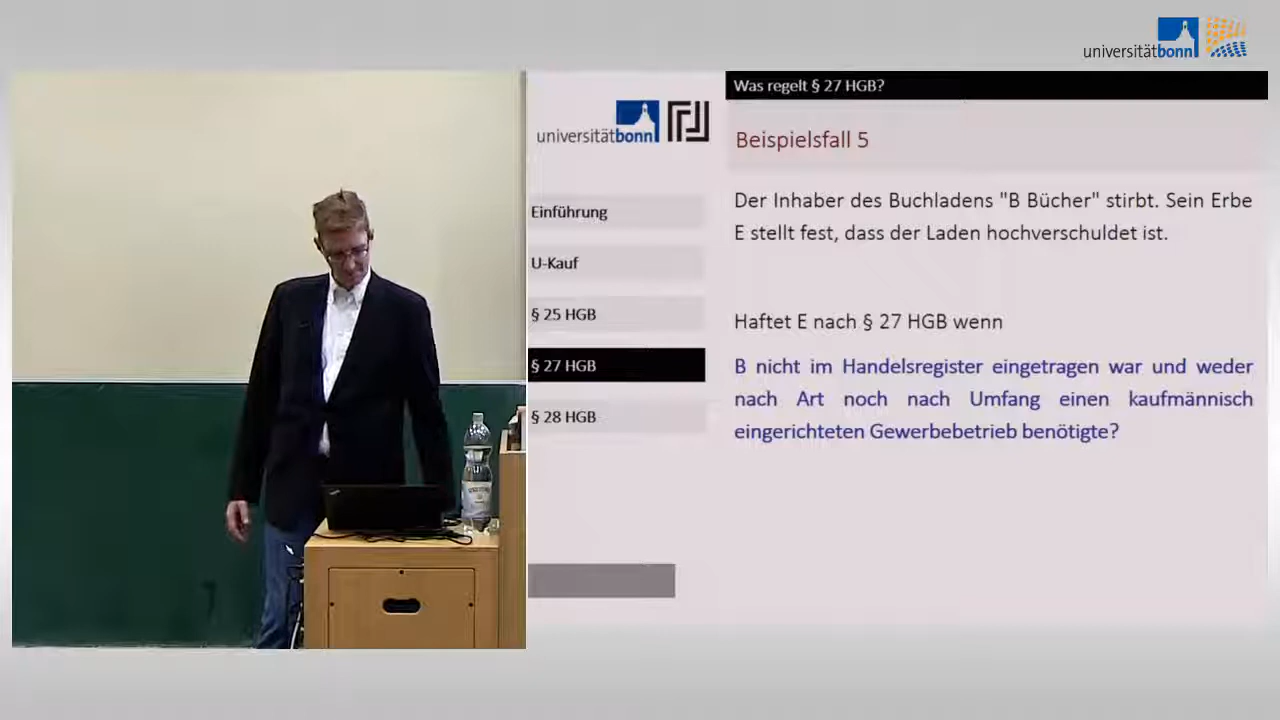 universitätbonn
Was regelt § 27 HGB?
universitätbonn
Beispielsfall 5
Einführung
U-Kauf
§ 25 HGB
§ 27 HGB
§ 28 HGB
Der Inhaber des Buchladens "B Bücher" stirbt. Sein Erbe
E stellt fest, dass der Laden hochverschuldet ist.
Haftet E nach § 27 HGB wenn
B nicht im Handelsregister eingetragen war und weder
nach Art noch nach Umfang einen kaufmännisch
eingerichteten Gewerbebetrieb benötigte?